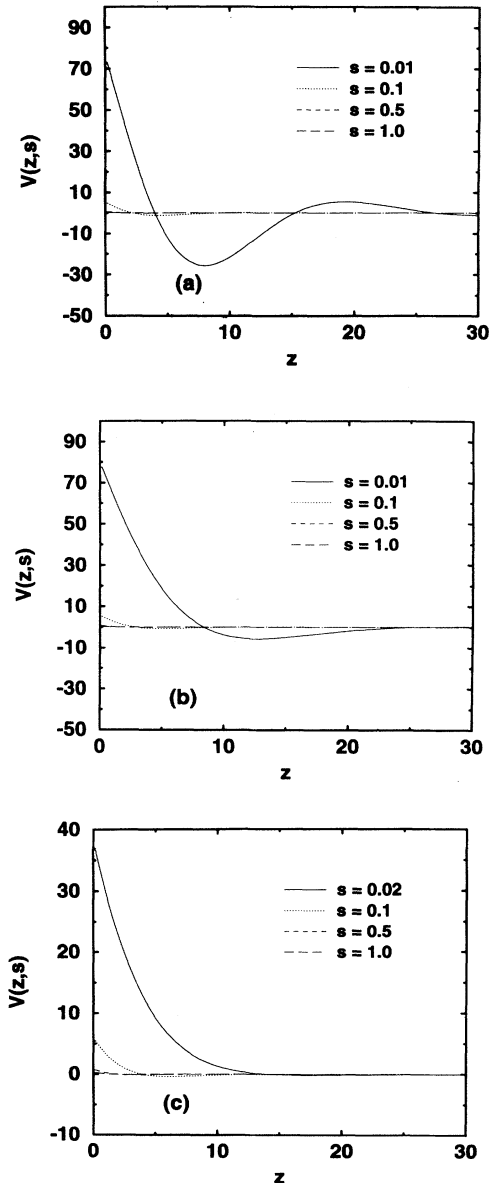 90
70
50
30
10
-10
-30
-50
V(z,s)
s = 0.01
s = 0.1
s = 0.5
s = 1.0
(a)
0 10 20 30
z
90
70
50
30
10
-10
-30
-50
V(z,s)
s = 0.01
s = 0.1
s = 0.5
s = 1.0
(b)
0 10 20 30
z
40
30
20
10
0
-10
V(z,s)
s = 0.02
s = 0.1
s = 0.5
s = 1.0
(c)
0 10 20 30
z